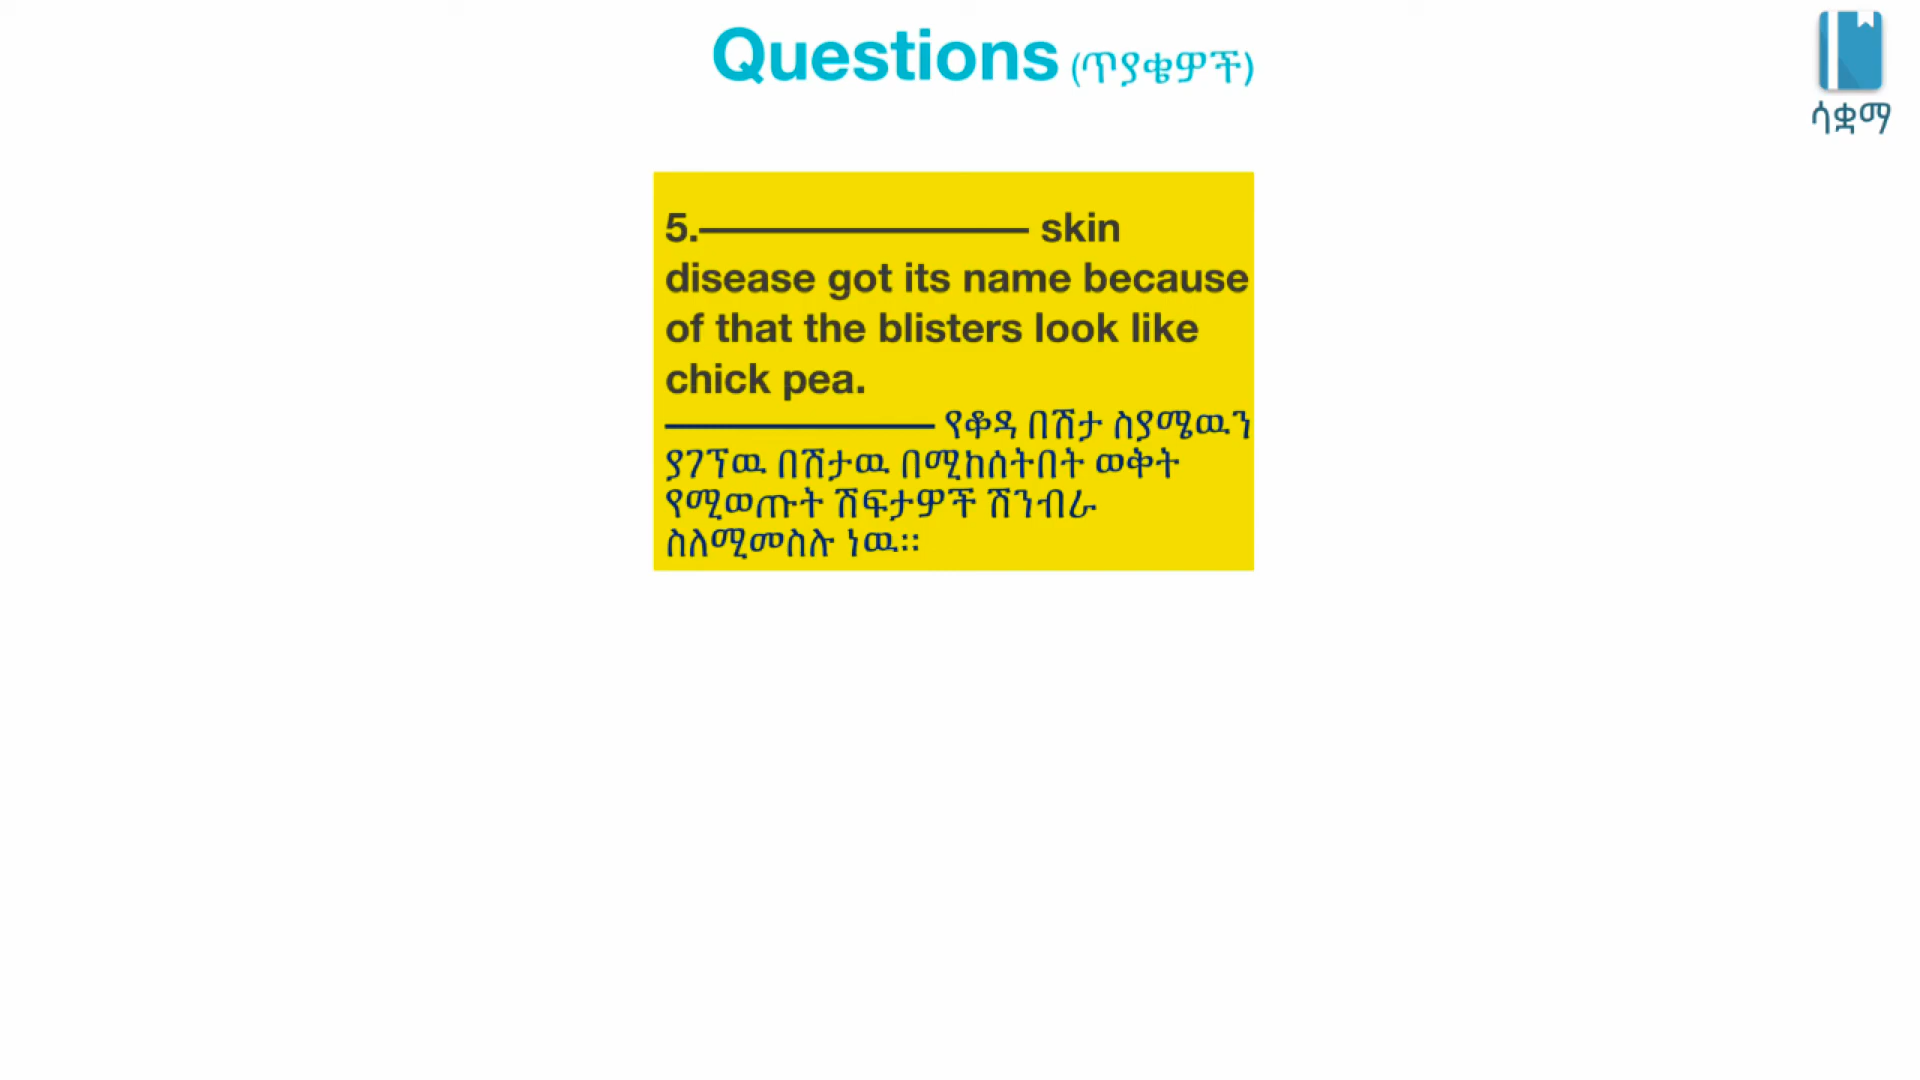 Questions (ጥያቄዎች)
ሳቋማ
5.—————————— skin
disease got its name because
of that the blisters look like
chick pea.
————————— የቆዳ በሽታ ስያሜዉን
ያገኘዉ በሽታዉ በሚከሰትበት ወቅት
የሚወጡት ሽፍታዎች ሽንብራ
ስለሚመስሉ ነዉ።